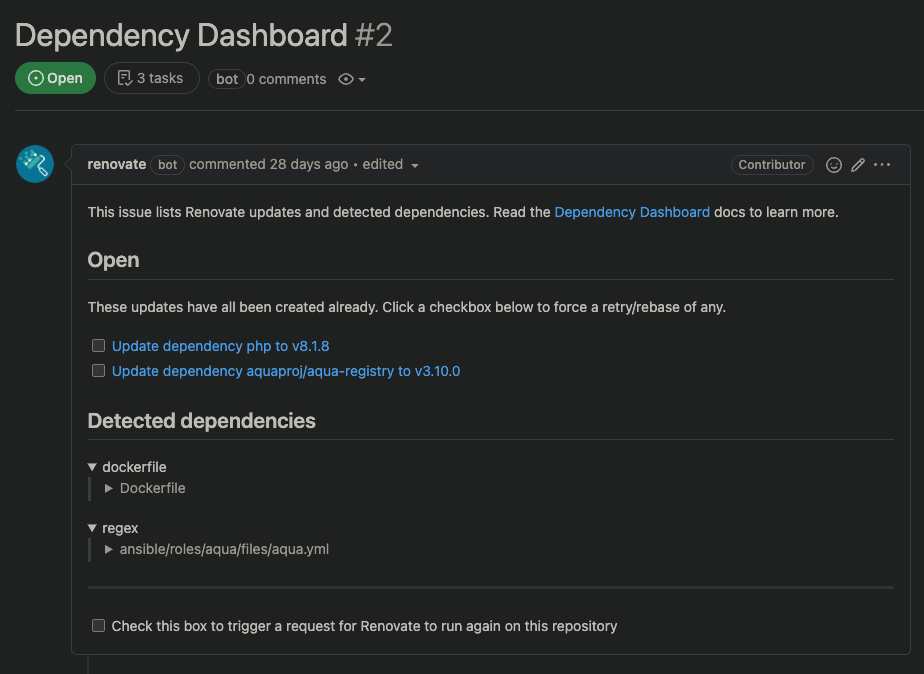 Dependency Dashboard #2
Open 3 tasks bot 0 comments
renovate bot commented 28 days ago • edited Contributor
This issue lists Renovate updates and detected dependencies. Read the Dependency Dashboard docs to learn more.
Open
These updates have all been created already. Click a checkbox below to force a retry/rebase of any.
Update dependency php to v8.1.8
Update dependency aquaproj/aqua-registry to v3.10.0
Detected dependencies
dockerfile
Dockerfile
regex
ansible/roles/aqua/files/aqua.yml
Check this box to trigger a request for Renovate to run again on this repository